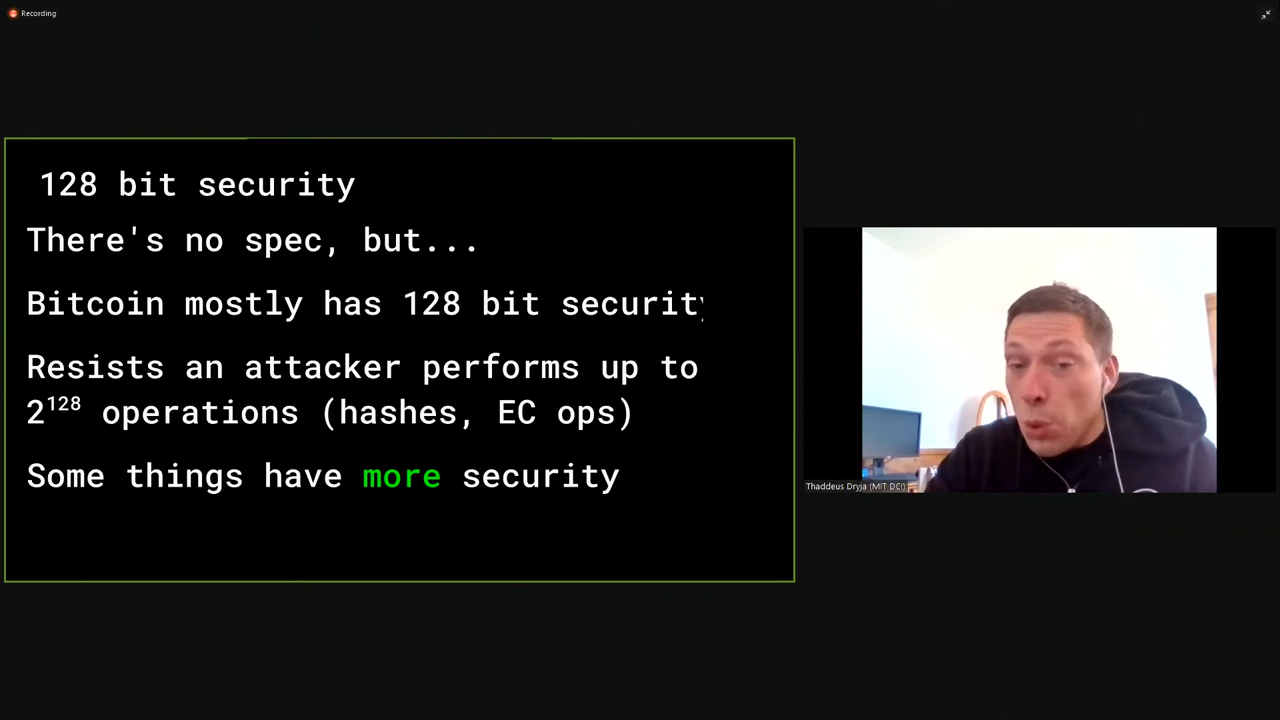 Recording
128 bit security
There's no spec, but...
Bitcoin mostly has 128 bit security
Resists an attacker performs up to
2¹²⁸ operations (hashes, EC ops)
Some things have more security
Thaddeus Dryja (MIT DCI)